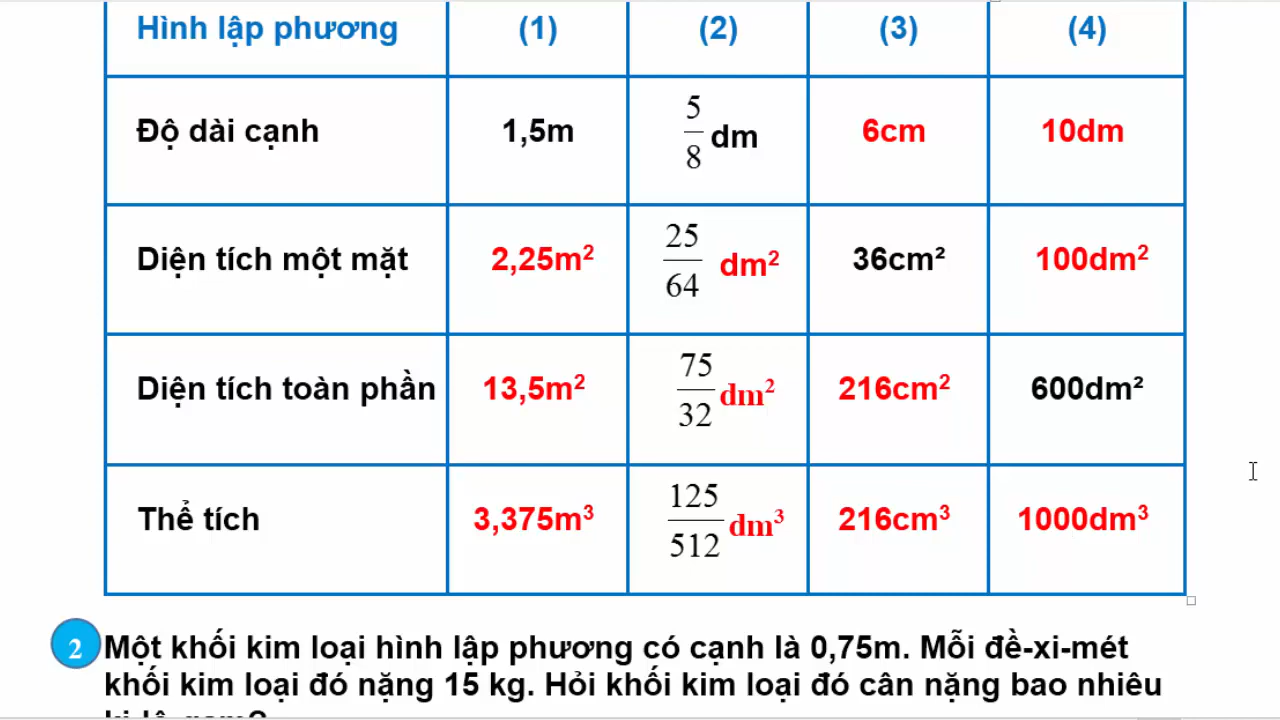 Hình lập phương (1) (2) (3) (4)
Độ dài cạnh 1,5m 5/8 dm 6cm 10dm
Diện tích một mặt 2,25m² 25/64 dm² 36cm² 100dm²
Diện tích toàn phần 13,5m² 75/32 dm² 216cm² 600dm²
Thể tích 3,375m³ 125/512 dm³ 216cm³ 1000dm³
2 Một khối kim loại hình lập phương có cạnh là 0,75m. Mỗi đề-xi-mét
khối kim loại đó nặng 15 kg. Hỏi khối kim loại đó cân nặng bao nhiêu